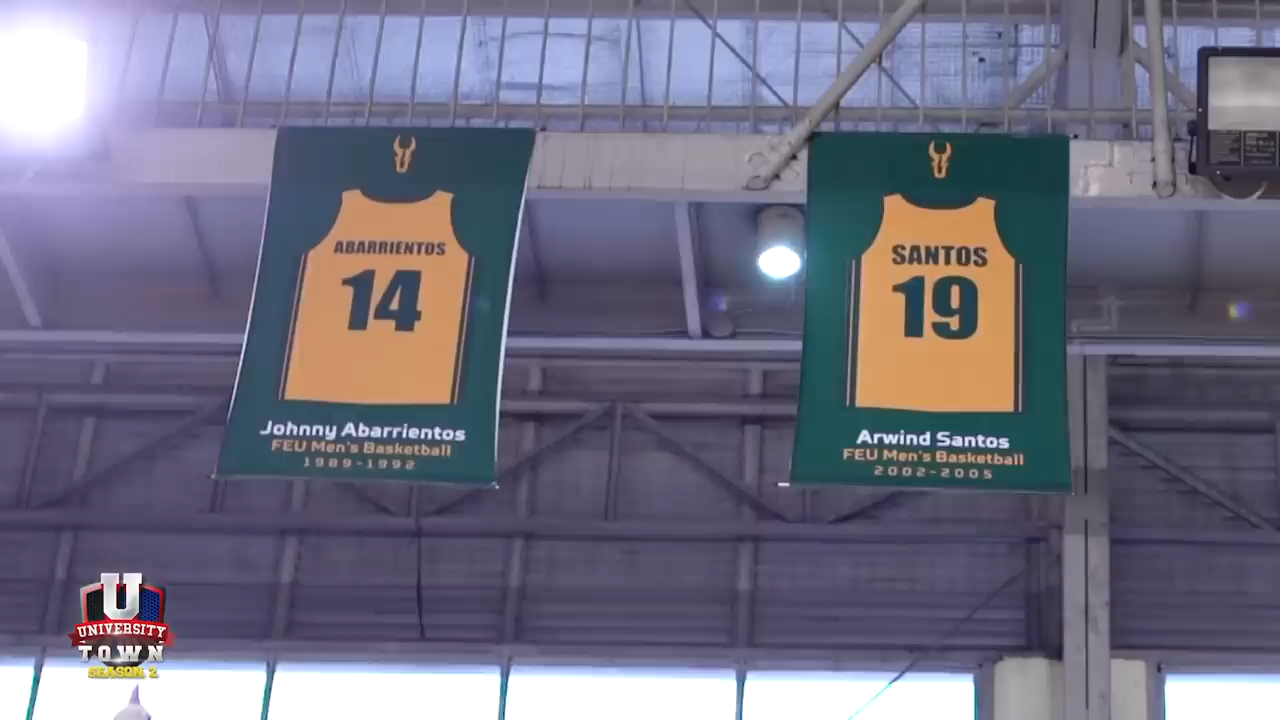 ABARRIENTOS
14
Johnny Abarrientos
FEU Men's Basketball
1989-1992
SANTOS
19
Arwind Santos
FEU Men's Basketball
2002-2005
U
UNIVERSITY
TOWN
SEASON 2